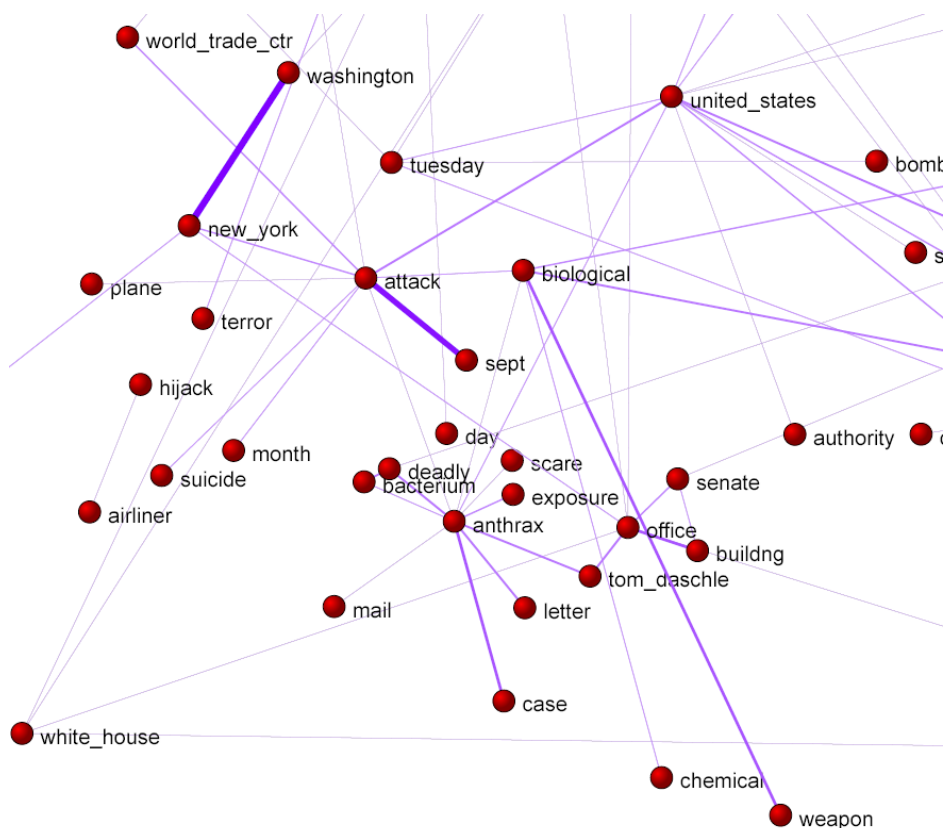 world_trade_ctr
washington
united_states
tuesday
bomb
new_york
s
attack
biological
plane
terror
sept
hijack
day
authority
month
scare
deadly
suicide
bacterium
senate
exposure
airliner
anthrax
office
buildng
tom_daschle
mail
letter
case
white_house
chemical
weapon